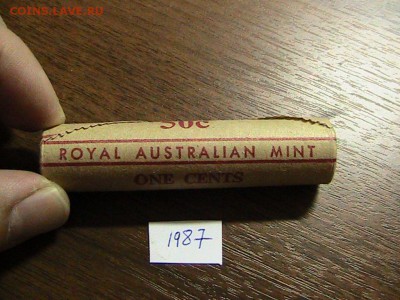 COINS.LAVE.RU
50c
ROYAL AUSTRALIAN MINT
ONE CENTS
1987